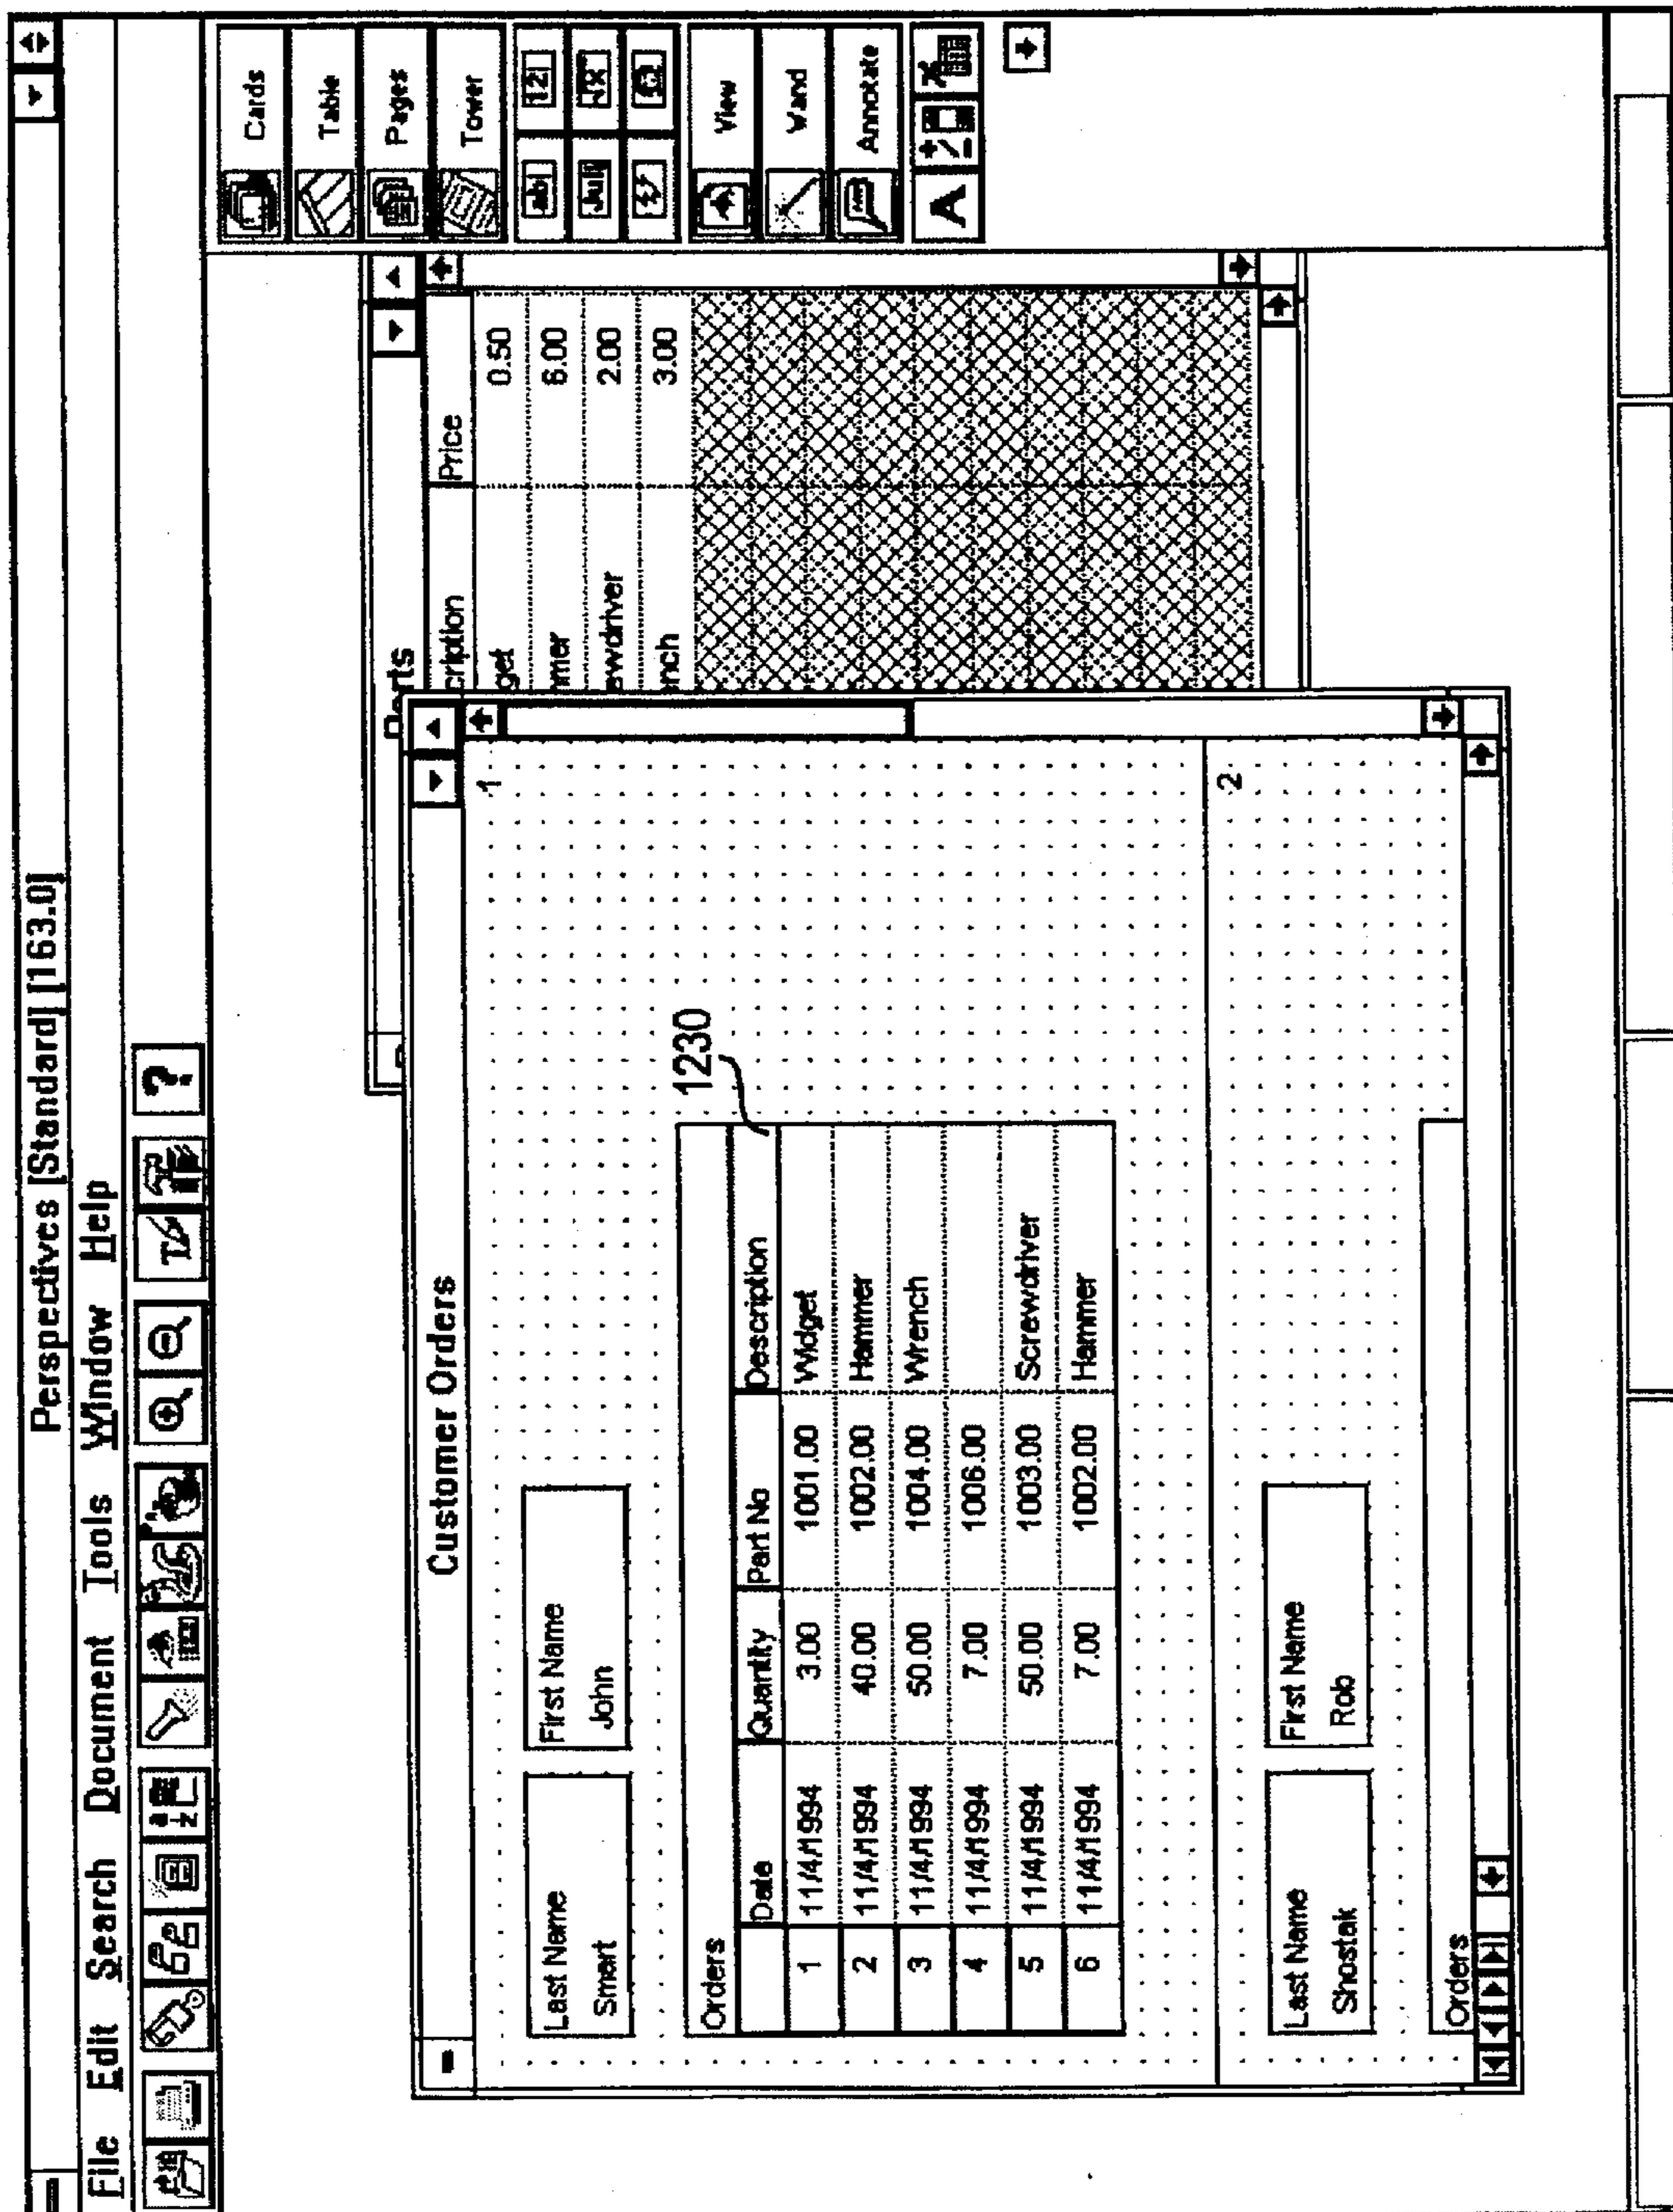 Perspectives [Standard] [163.0]
File Edit Search Document Tools Window Help
?
Cards
Table
Pages
Tower
View
Wand
Annotate
A
cription Price
get 0.50
mer 6.00
ewdriver 2.00
nch 3.00
Customer Orders
1
Last Name First Name
Smart John
1230
Orders
Date Quantity Part No Description
1 11/4/1994 3.00 1001.00 Widget
2 11/4/1994 40.00 1002.00 Hammer
3 11/4/1994 50.00 1004.00 Wrench
4 11/4/1994 7.00 1006.00
5 11/4/1994 50.00 1003.00 Screwdriver
6 11/4/1994 7.00 1002.00 Hammer
2
Last Name First Name
Shostak Rob
Orders